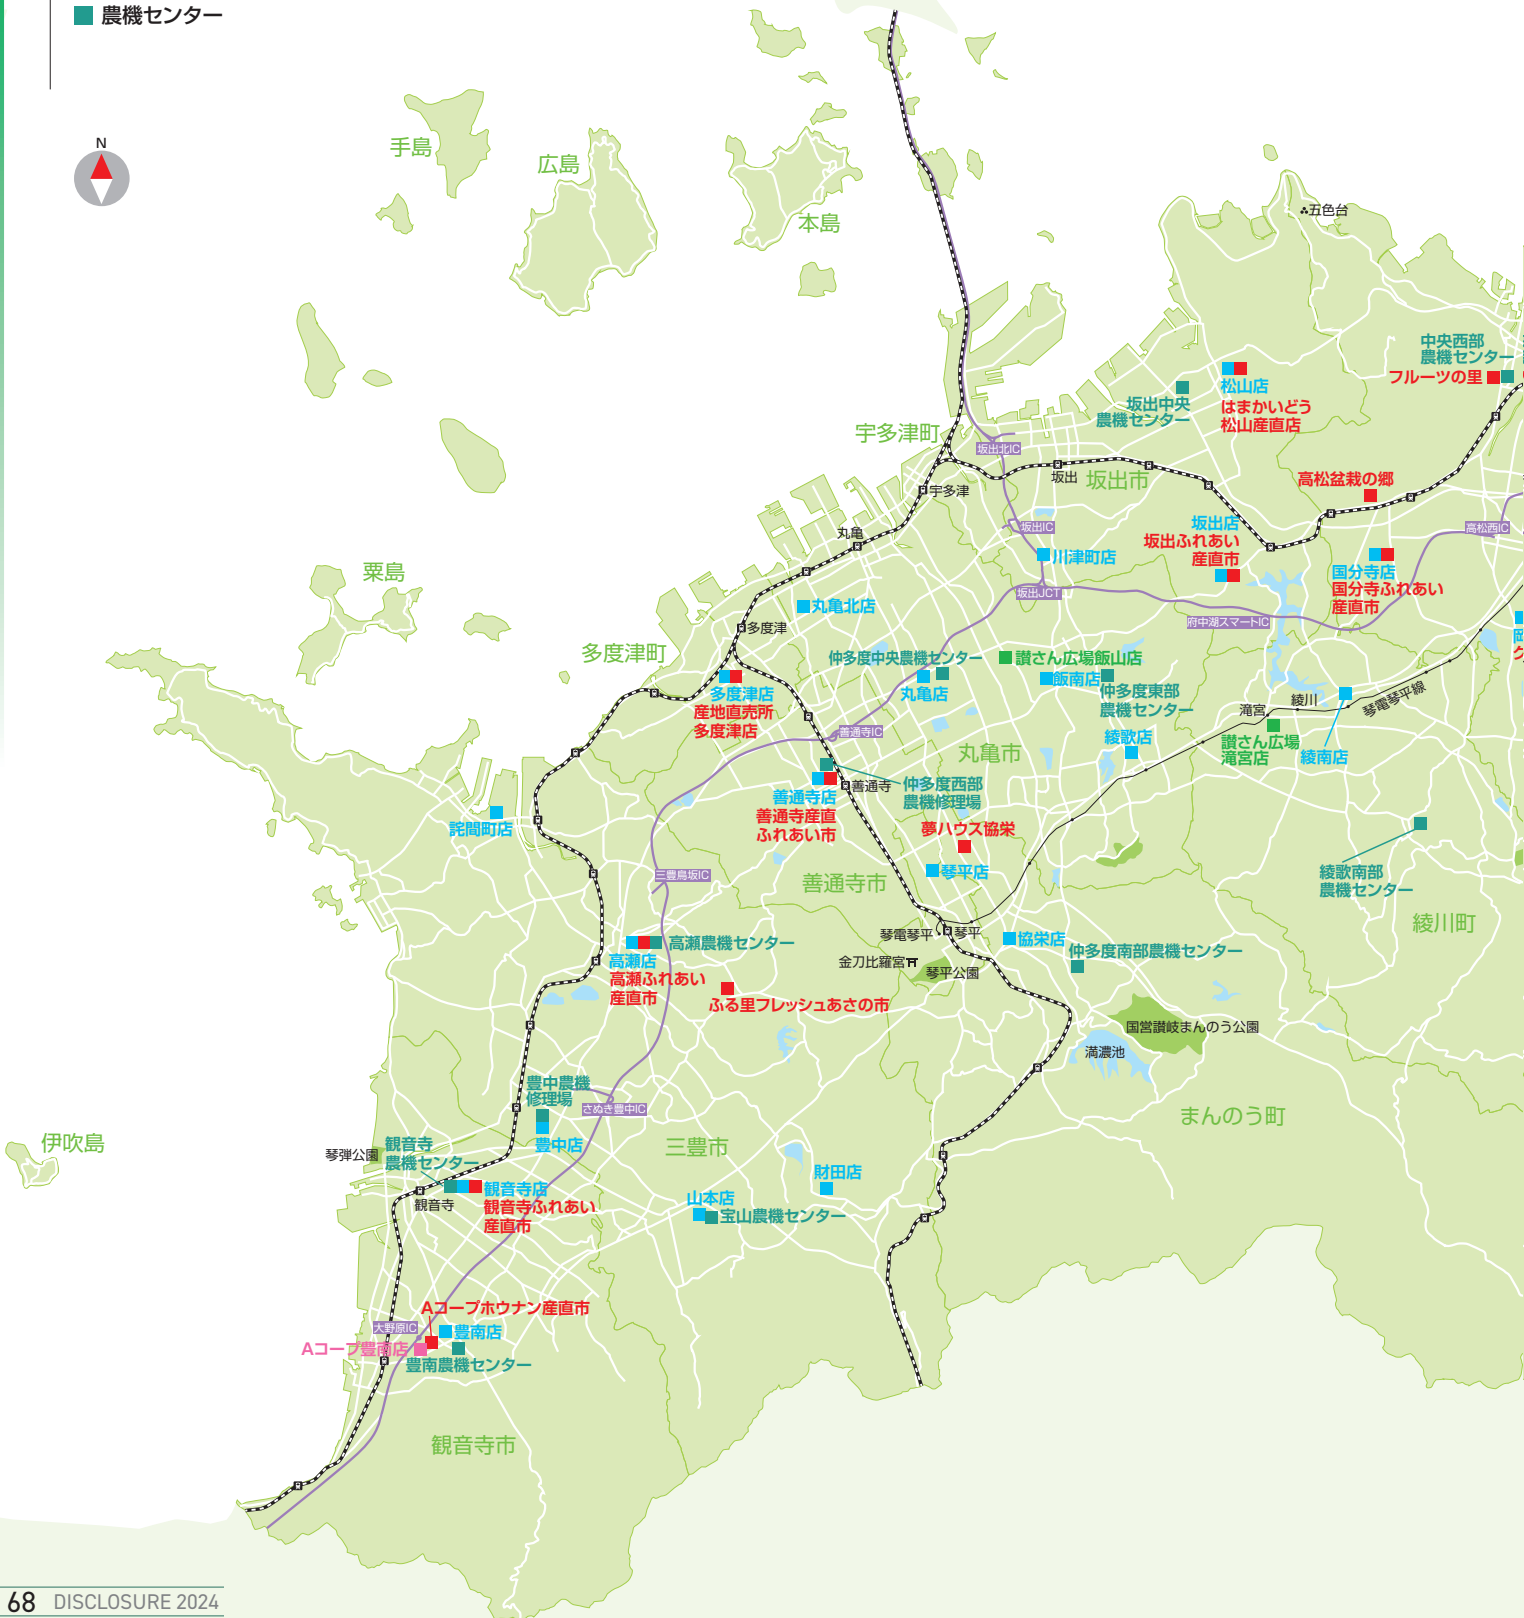 農機センター
N
手島
広島
本島
五色台
中央西部
農機センター
フルーツの里
松山店
はまかいどう
松山産直店
坂出中央
農機センター
宇多津町
坂出北IC
坂出
坂出市
宇多津
高松盆栽の郷
丸亀
坂出IC
坂出店
坂出ふれあい
産直市
高松西IC
川津町店
国分寺店
国分寺ふれあい
産直市
粟島
坂出JCT
丸亀北店
府中湖スマートIC
多度津
多度津町
仲多度中央農機センター
讃さん広場飯山店
丸亀店
飯南店
仲多度東部
農機センター
多度津店
産地直売所
多度津店
綾川
滝宮
琴電琴平線
善通寺IC
綾歌店
讃さん広場
滝宮店
綾南店
丸亀市
善通寺
仲多度西部
農機修理場
善通寺店
善通寺産直
ふれあい市
詫間町店
夢ハウス協栄
琴平店
三豊鳥坂IC
善通寺市
綾歌南部
農機センター
綾川町
琴電琴平
琴平
協栄店
高瀬農機センター
高瀬店
高瀬ふれあい
産直市
金刀比羅宮
琴平公園
仲多度南部農機センター
ふる里フレッシュあさの市
国営讃岐まんのう公園
満濃池
豊中農機
修理場
さぬき豊中IC
まんのう町
伊吹島
豊中店
三豊市
琴弾公園
観音寺
農機センター
観音寺店
観音寺ふれあい
産直市
観音寺
財田店
山本店
宝山農機センター
Aコープホウナン産直市
大野原IC
豊南店
Aコープ豊南店
豊南農機センター
観音寺市
68 DISCLOSURE 2024